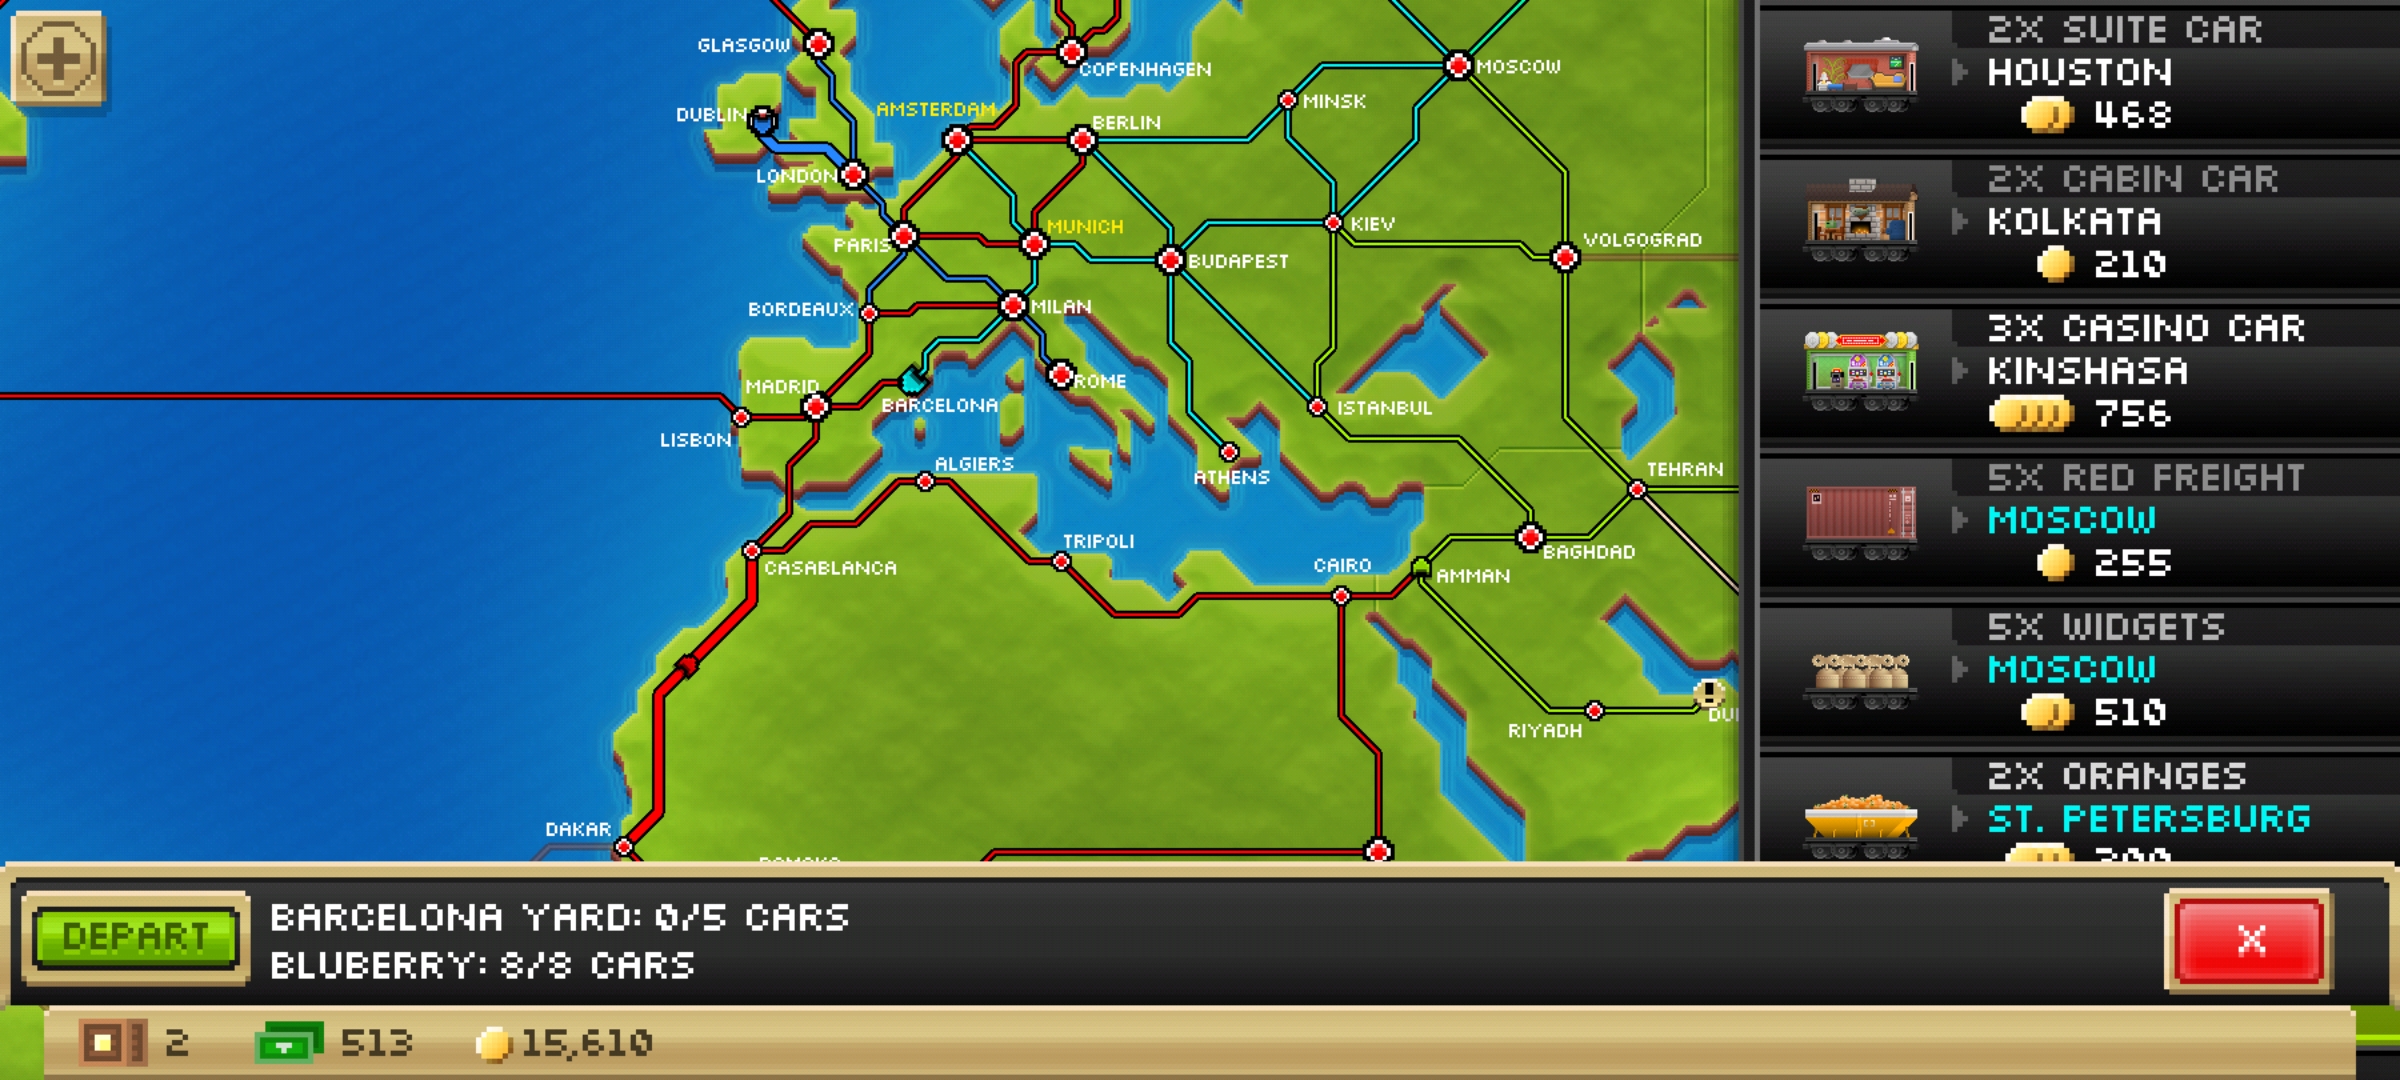 GLASGOW
COPENHAGEN
MOSCOW
DUBLIN
AMSTERDAM
MINSK
BERLIN
LONDON
PARIS
MUNICH
KIEV
VOLGOGRAD
BUDAPEST
BORDEAUX
MILAN
MADRID
ROME
BARCELONA
ISTANBUL
LISBON
ALGIERS
ATHENS
TEHRAN
TRIPOLI
CASABLANCA
CAIRO
AMMAN
BAGHDAD
RIYADH
DU
DAKAR
2X SUITE CAR
HOUSTON
468
2X CABIN CAR
KOLKATA
210
3X CASINO CAR
KINSHASA
756
5X RED FREIGHT
MOSCOW
255
5X WIDGETS
MOSCOW
510
2X ORANGES
ST. PETERSBURG
DEPART
BARCELONA YARD: 0/5 CARS
BLUBERRY: 8/8 CARS
X
2
513
15,610